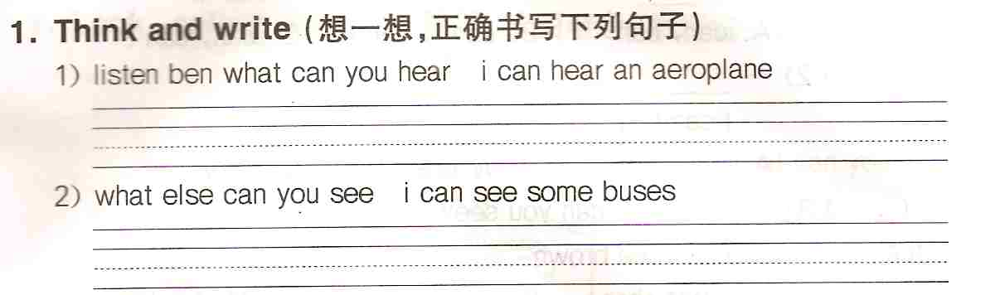 1. Think and write (想一想,正确书写下列句子)
1) listen ben what can you hear i can hear an aeroplane
2) what else can you see i can see some buses